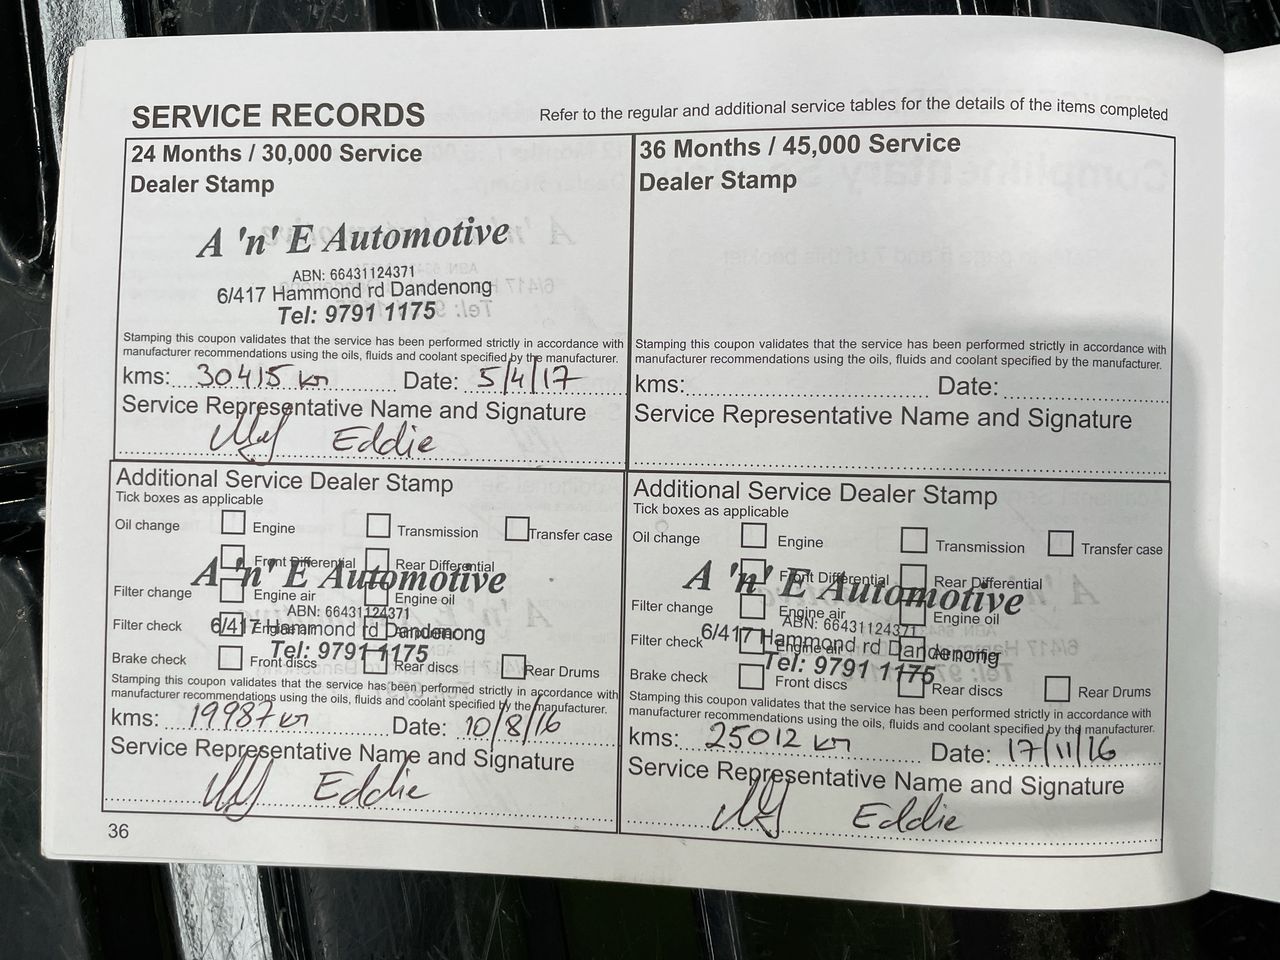 SERVICE RECORDS
Refer to the regular and additional service tables for the details of the items completed
24 Months / 30,000 Service
Dealer Stamp
A 'n' E Automotive
ABN: 66431124371
6/417 Hammond rd Dandenong
Tel: 9791 1175
Stamping this coupon validates that the service has been performed strictly in accordance with
manufacturer recommendations using the oils, fluids and coolant specified by the manufacturer.
kms: 30415 km Date: 5/4/17
Service Representative Name and Signature
Eddie
36 Months / 45,000 Service
Dealer Stamp
Stamping this coupon validates that the service has been performed strictly in accordance with
manufacturer recommendations using the oils, fluids and coolant specified by the manufacturer.
kms: Date:
Service Representative Name and Signature
Additional Service Dealer Stamp
Tick boxes as applicable
Oil change Engine Transmission Transfer case
Front Differential Rear Differential
A 'n' E Automotive
Filter change Engine air Engine oil
ABN: 66431124371
Filter check Engine air
6/417 Hammond rd Dandenong
Tel: 9791 1175
Brake check Front discs Rear discs Rear Drums
Stamping this coupon validates that the service has been performed strictly in accordance with
manufacturer recommendations using the oils, fluids and coolant specified by the manufacturer.
kms: 19987 km Date: 10/8/16
Service Representative Name and Signature
Eddie
Additional Service Dealer Stamp
Tick boxes as applicable
Oil change Engine Transmission Transfer case
Front Differential Rear Differential
A 'n' E Automotive
Filter change Engine air Engine oil
ABN: 66431124371
Filter check Engine air
6/417 Hammond rd Dandenong
Tel: 9791 1175
Brake check Front discs Rear discs Rear Drums
Stamping this coupon validates that the service has been performed strictly in accordance with
manufacturer recommendations using the oils, fluids and coolant specified by the manufacturer.
kms: 25012 km Date: 17/11/16
Service Representative Name and Signature
Eddie
36